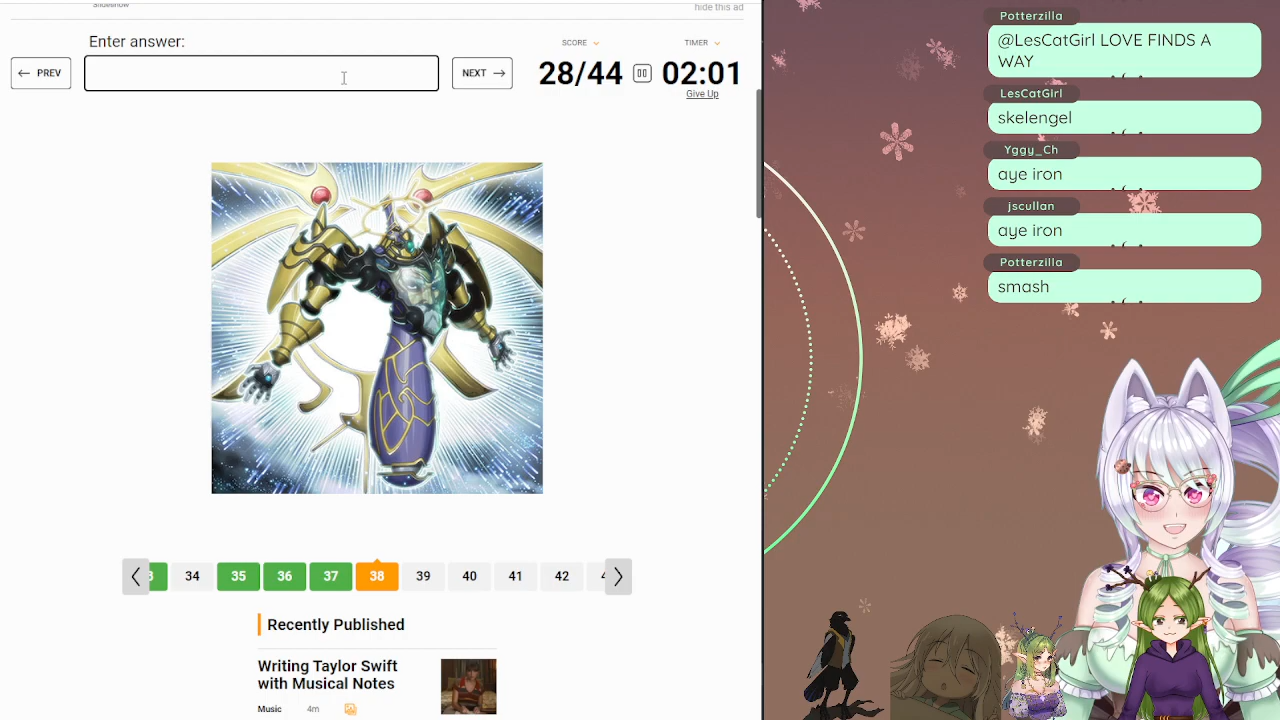 Slideshow
hide this ad
Enter answer:
SCORE
TIMER
← PREV
NEXT →
28/44
02:01
Give Up
34 35 36 37 38 39 40 41 42
Recently Published
Writing Taylor Swift
with Musical Notes
Music 4m
Potterzilla
@LesCatGirl LOVE FINDS A
WAY
LesCatGirl
skelengel
Yggy_Ch
aye iron
jscullan
aye iron
Potterzilla
smash